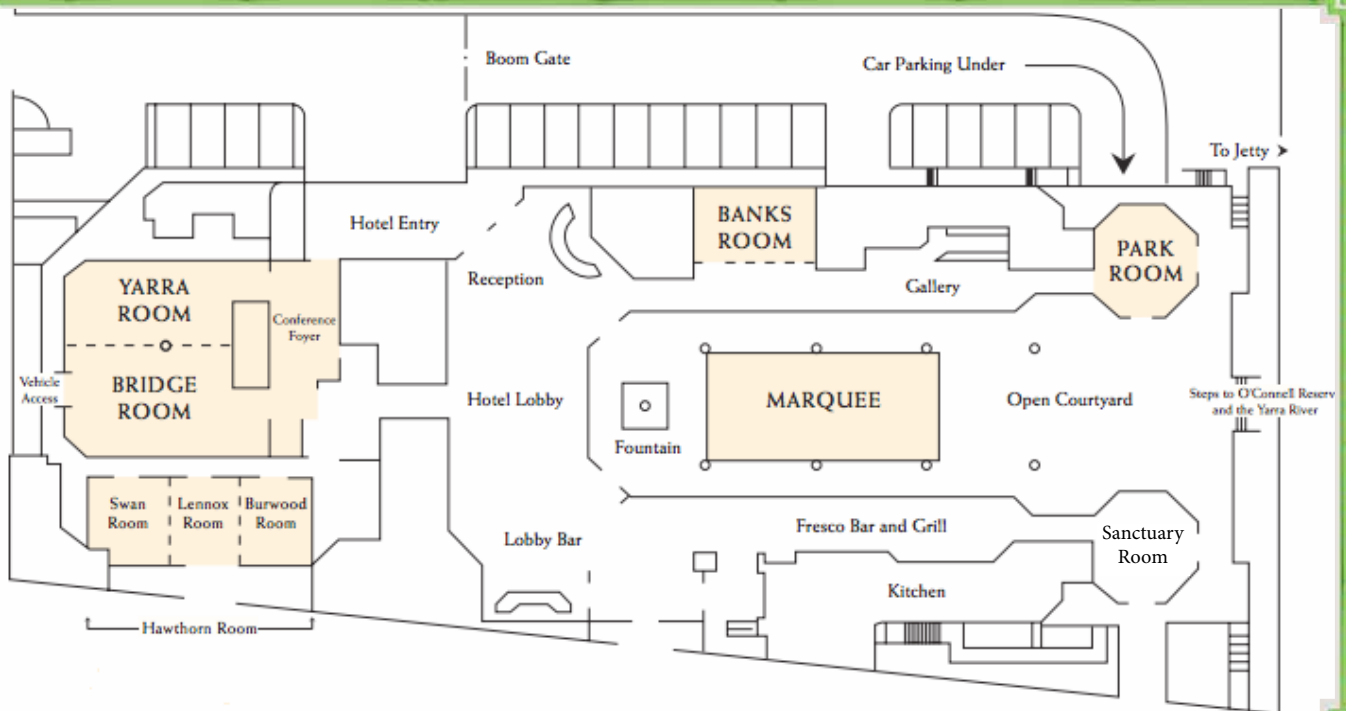 Boom Gate
Car Parking Under
To Jetty
Hotel Entry
BANKS
ROOM
PARK
ROOM
Reception
Gallery
YARRA
ROOM
Conference
Foyer
BRIDGE
ROOM
Vehicle
Access
Hotel Lobby
MARQUEE
Open Courtyard
Steps to O'Connell Reserv
and the Yarra River
Fountain
Swan
Room
Lennox
Room
Burwood
Room
Lobby Bar
Fresco Bar and Grill
Sanctuary
Room
Kitchen
Hawthorn Room